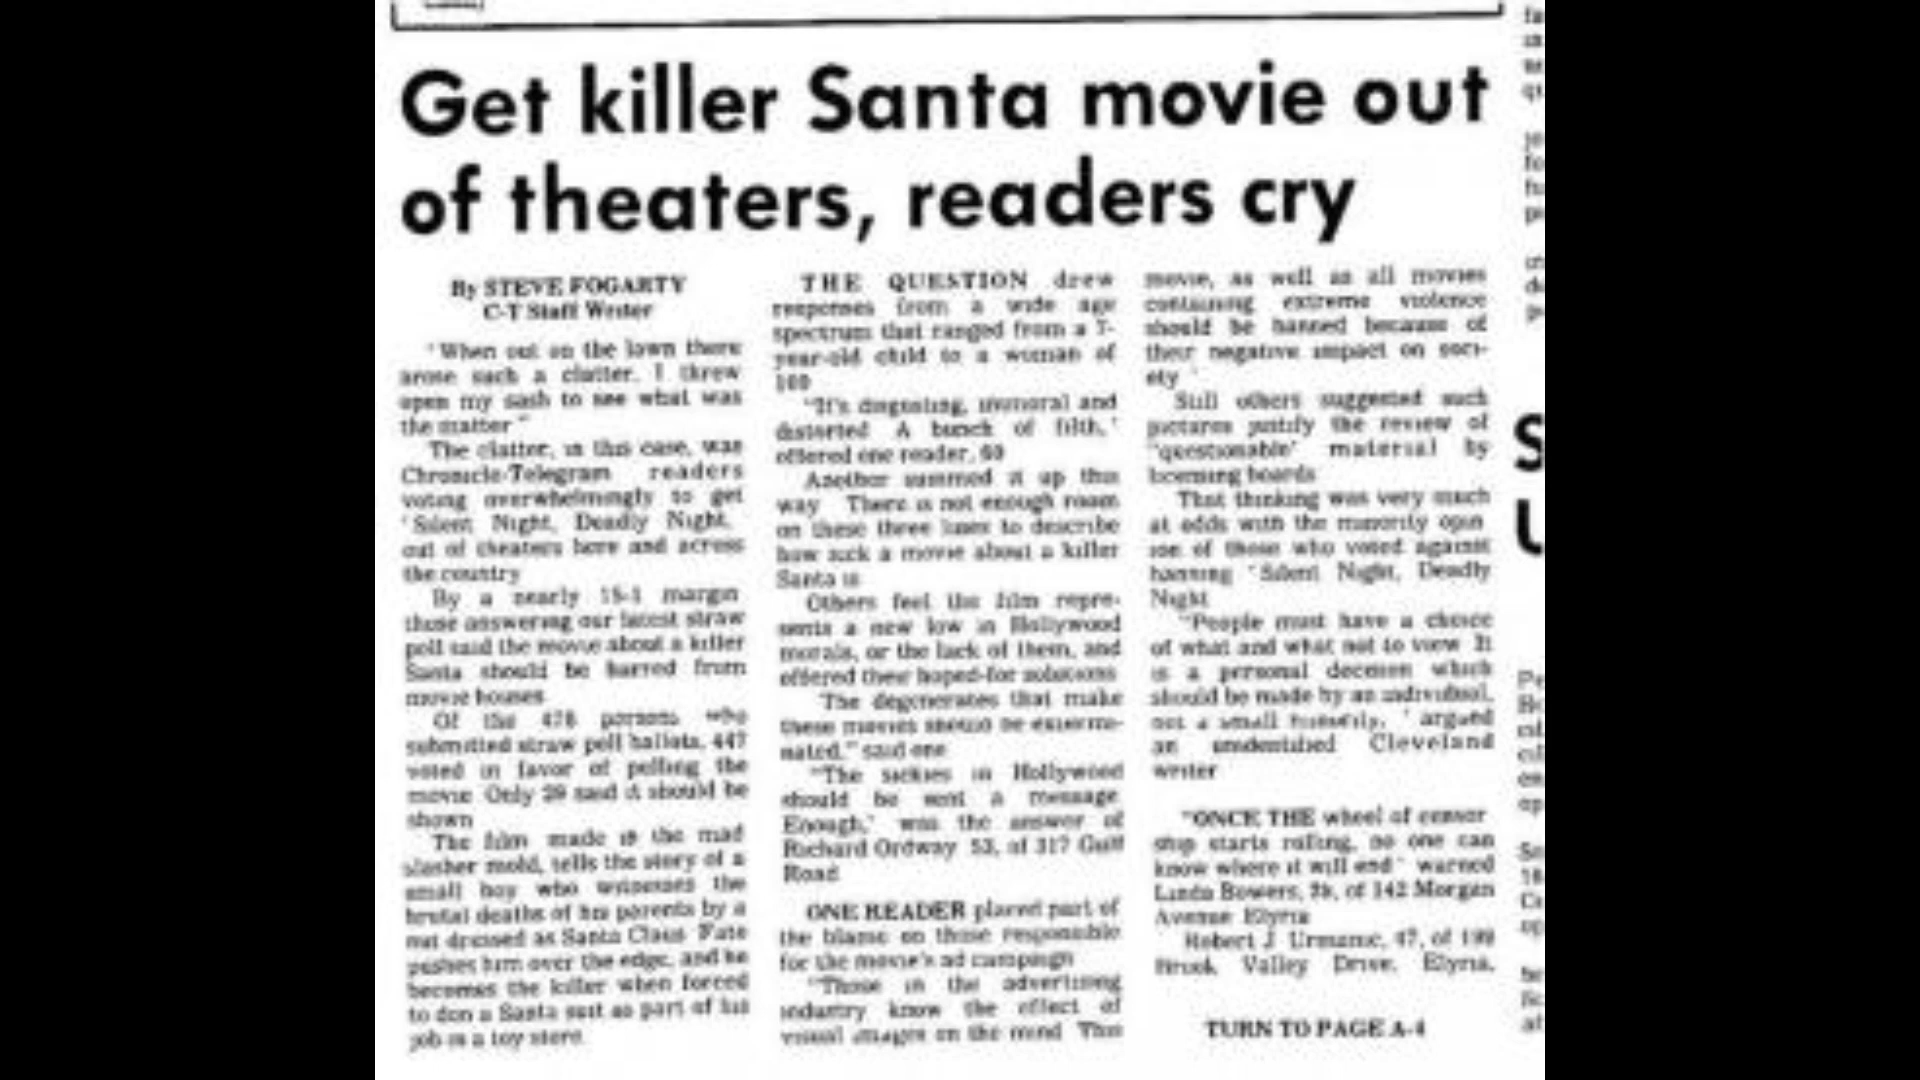 Get killer Santa movie out
of theaters, readers cry
By STEVE FOGARTY
C-T Staff Writer
"When out on the lawn there
arose such a clatter, I threw
open my sash to see what was
the matter"
The clatter, in this case, was
Chronicle-Telegram readers
voting overwhelmingly to get
"Silent Night, Deadly Night,
out of theaters here and across
the country
By a nearly 15-1 margin
those answering our latest straw
poll said the movie about a killer
Santa should be barred from
movie houses
Of the 476 persons who
submitted straw poll ballots, 447
voted in favor of pulling the
movie Only 29 said it should be
shown
The film made in the mad
slasher mold, tells the story of a
small boy who witnesses the
brutal deaths of his parents by a
nut dressed as Santa Claus Fate
pushes him over the edge, and he
becomes the killer when forced
to don a Santa suit as part of his
job in a toy store
THE QUESTION drew
responses from a wide age
spectrum that ranged from a 7-
year-old child to a woman of
100
"It's disgusting, immoral and
distorted A bunch of filth,'
offered one reader, 60
Another summed it up this
way There is not enough room
on these three lines to describe
how sick a movie about a killer
Santa is
Others feel the film repre-
sents a new low in Hollywood
morals, or the lack of them, and
offered their hoped-for solutions
The degenerates that make
these movies should be extermi-
nated," said one
"The sickies in Hollywood
should be sent a message
Enough,' was the answer of
Richard Ordway 53, of 317 Gulf
Road
ONE READER placed part of
the blame on those responsible
for the movie's ad campaign
"Those in the advertising
industry know the effect of
visual images on the mind This
movie, as well as all movies
containing extreme violence
should be banned because of
their negative impact on soci-
ety
Still others suggested such
pictures justify the review of
"questionable' material by
licensing boards
That thinking was very much
at odds with the minority opin
ion of those who voted against
banning "Silent Night, Deadly
Night
"People must have a choice
of what and what not to view It
is a personal decision which
should be made by an individual,
not a small minority, ' argued
an unidentified Cleveland
writer
"ONCE THE wheel of censor
ship starts rolling, no one can
know where it will end' warned
Linda Bowers, of 142 Morgan
Avenue Elyria
Robert J Urmanic, 47, of 199
Brook Valley Drive, Elyria,
TURN TO PAGE A-4